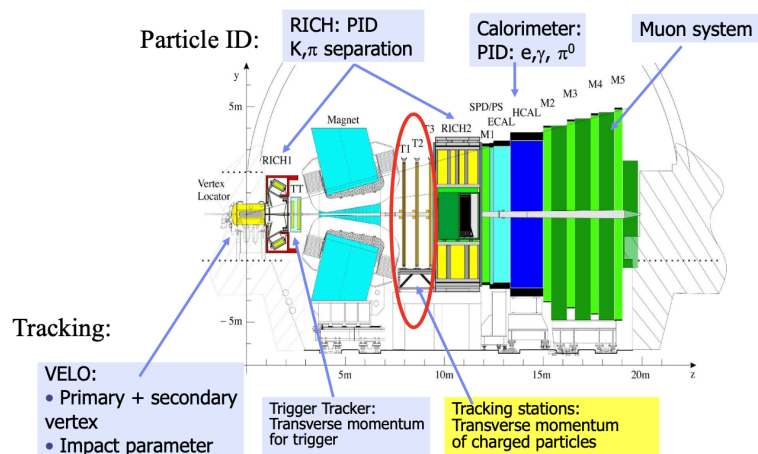 Particle ID:
RICH: PID
K,π separation
Calorimeter:
PID: e,γ, π⁰
Muon system
y
5m
Magnet
SPD/PS
ECAL
HCAL
M1
M2
M3
M4
M5
RICH1
TT
T1
T2
T3
RICH2
Vertex
Locator
Tracking:
−5m
5m
10m
15m
20m
z
VELO:
• Primary + secondary
vertex
• Impact parameter
Trigger Tracker:
Transverse momentum
for trigger
Tracking stations:
Transverse momentum
of charged particles